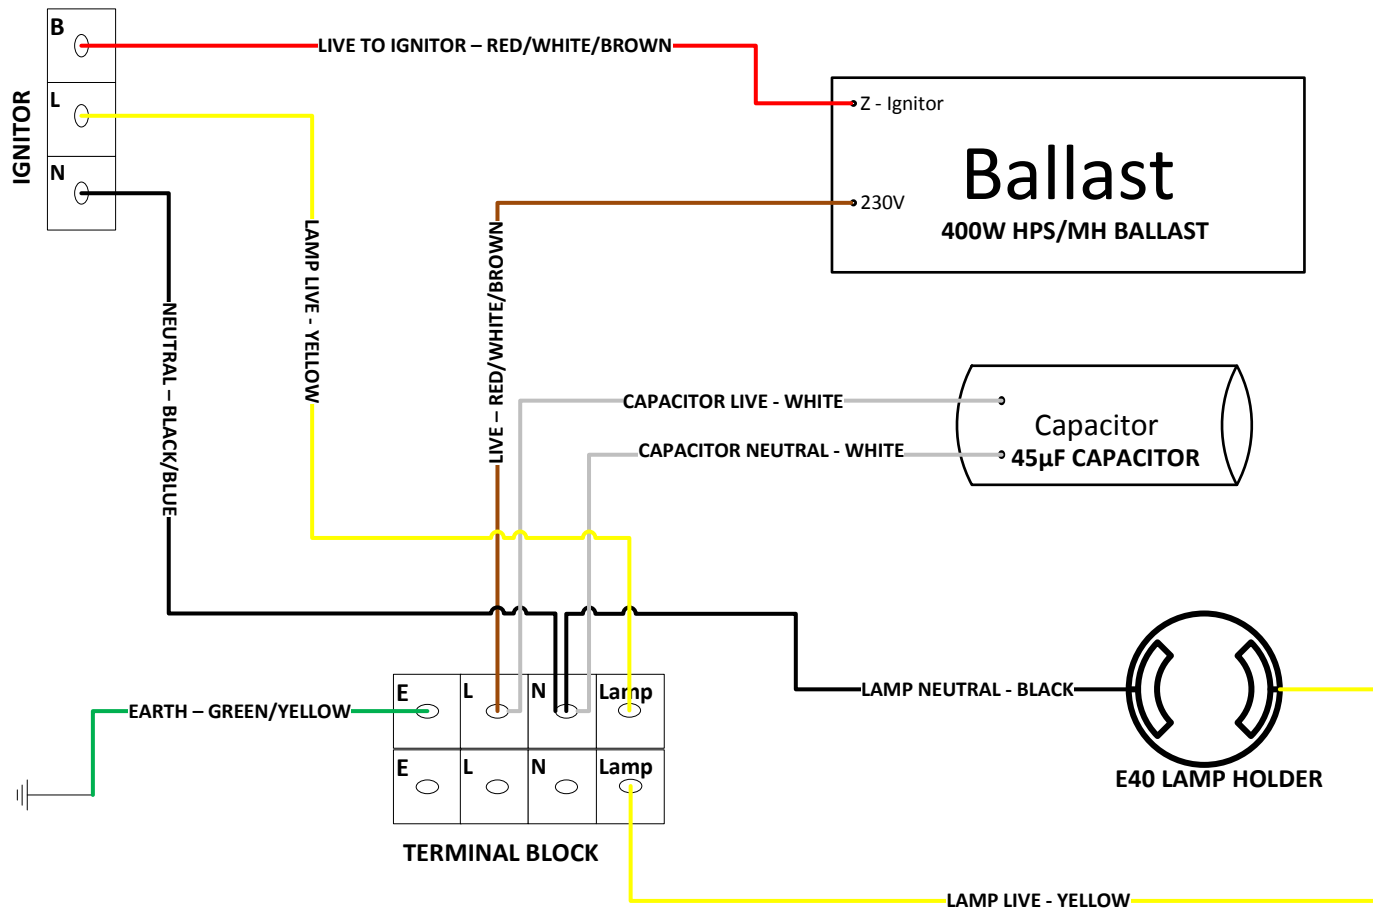 B
LIVE TO IGNITOR – RED/WHITE/BROWN
L
N
IGNITOR
Z - Ignitor
Ballast
230V
400W HPS/MH BALLAST
LAMP LIVE - YELLOW
LIVE – RED/WHITE/BROWN
NEUTRAL – BLACK/BLUE
CAPACITOR LIVE - WHITE
Capacitor
CAPACITOR NEUTRAL - WHITE
45µF CAPACITOR
E L N Lamp
LAMP NEUTRAL - BLACK
EARTH – GREEN/YELLOW
E L N Lamp
E40 LAMP HOLDER
TERMINAL BLOCK
LAMP LIVE - YELLOW